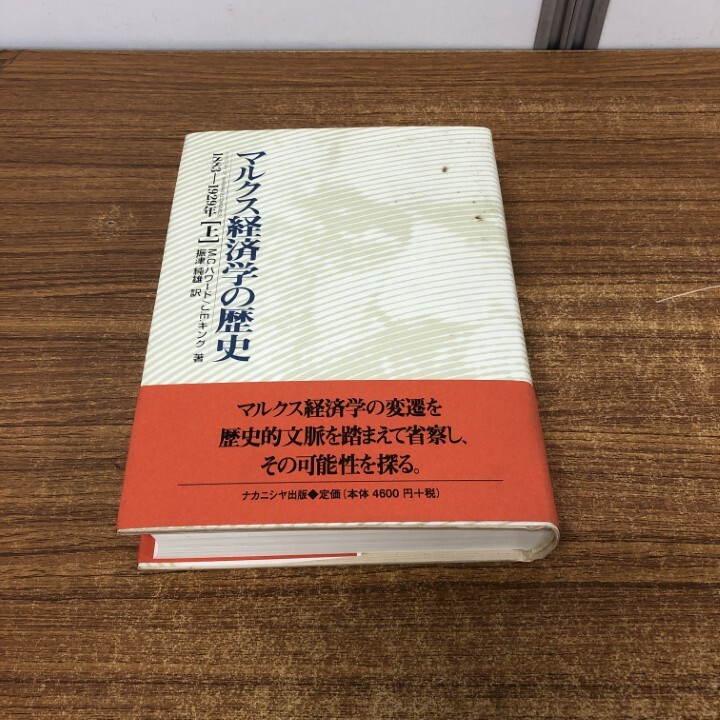 マルクス経済学の歴史
1883―1929年【上】
M・C・ハワード/J・E・キング 著
振津純雄 訳
マルクス経済学の変遷を
歴史的文脈を踏まえて省察し、
その可能性を探る。
ナカニシヤ出版◆定価(本体 4600 円+税)